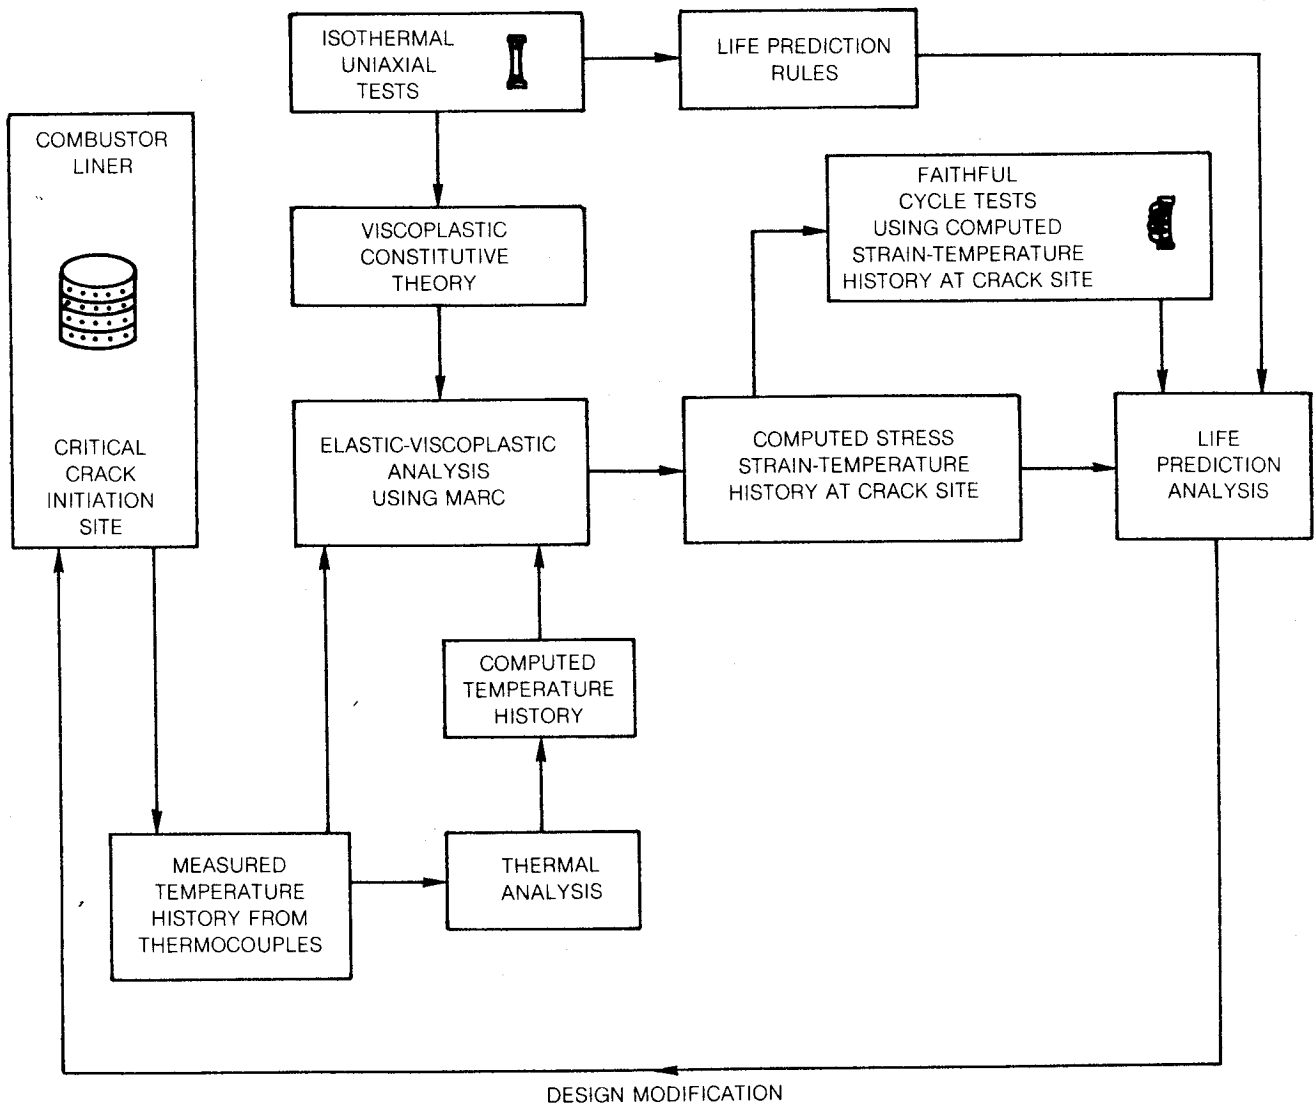 ISOTHERMAL
UNIAXIAL
TESTS
LIFE PREDICTION
RULES
COMBUSTOR
LINER
CRITICAL
CRACK
INITIATION
SITE
VISCOPLASTIC
CONSTITUTIVE
THEORY
FAITHFUL
CYCLE TESTS
USING COMPUTED
STRAIN-TEMPERATURE
HISTORY AT CRACK SITE
ELASTIC-VISCOPLASTIC
ANALYSIS
USING MARC
COMPUTED STRESS
STRAIN-TEMPERATURE
HISTORY AT CRACK SITE
LIFE
PREDICTION
ANALYSIS
COMPUTED
TEMPERATURE
HISTORY
MEASURED
TEMPERATURE
HISTORY FROM
THERMOCOUPLES
THERMAL
ANALYSIS
DESIGN MODIFICATION